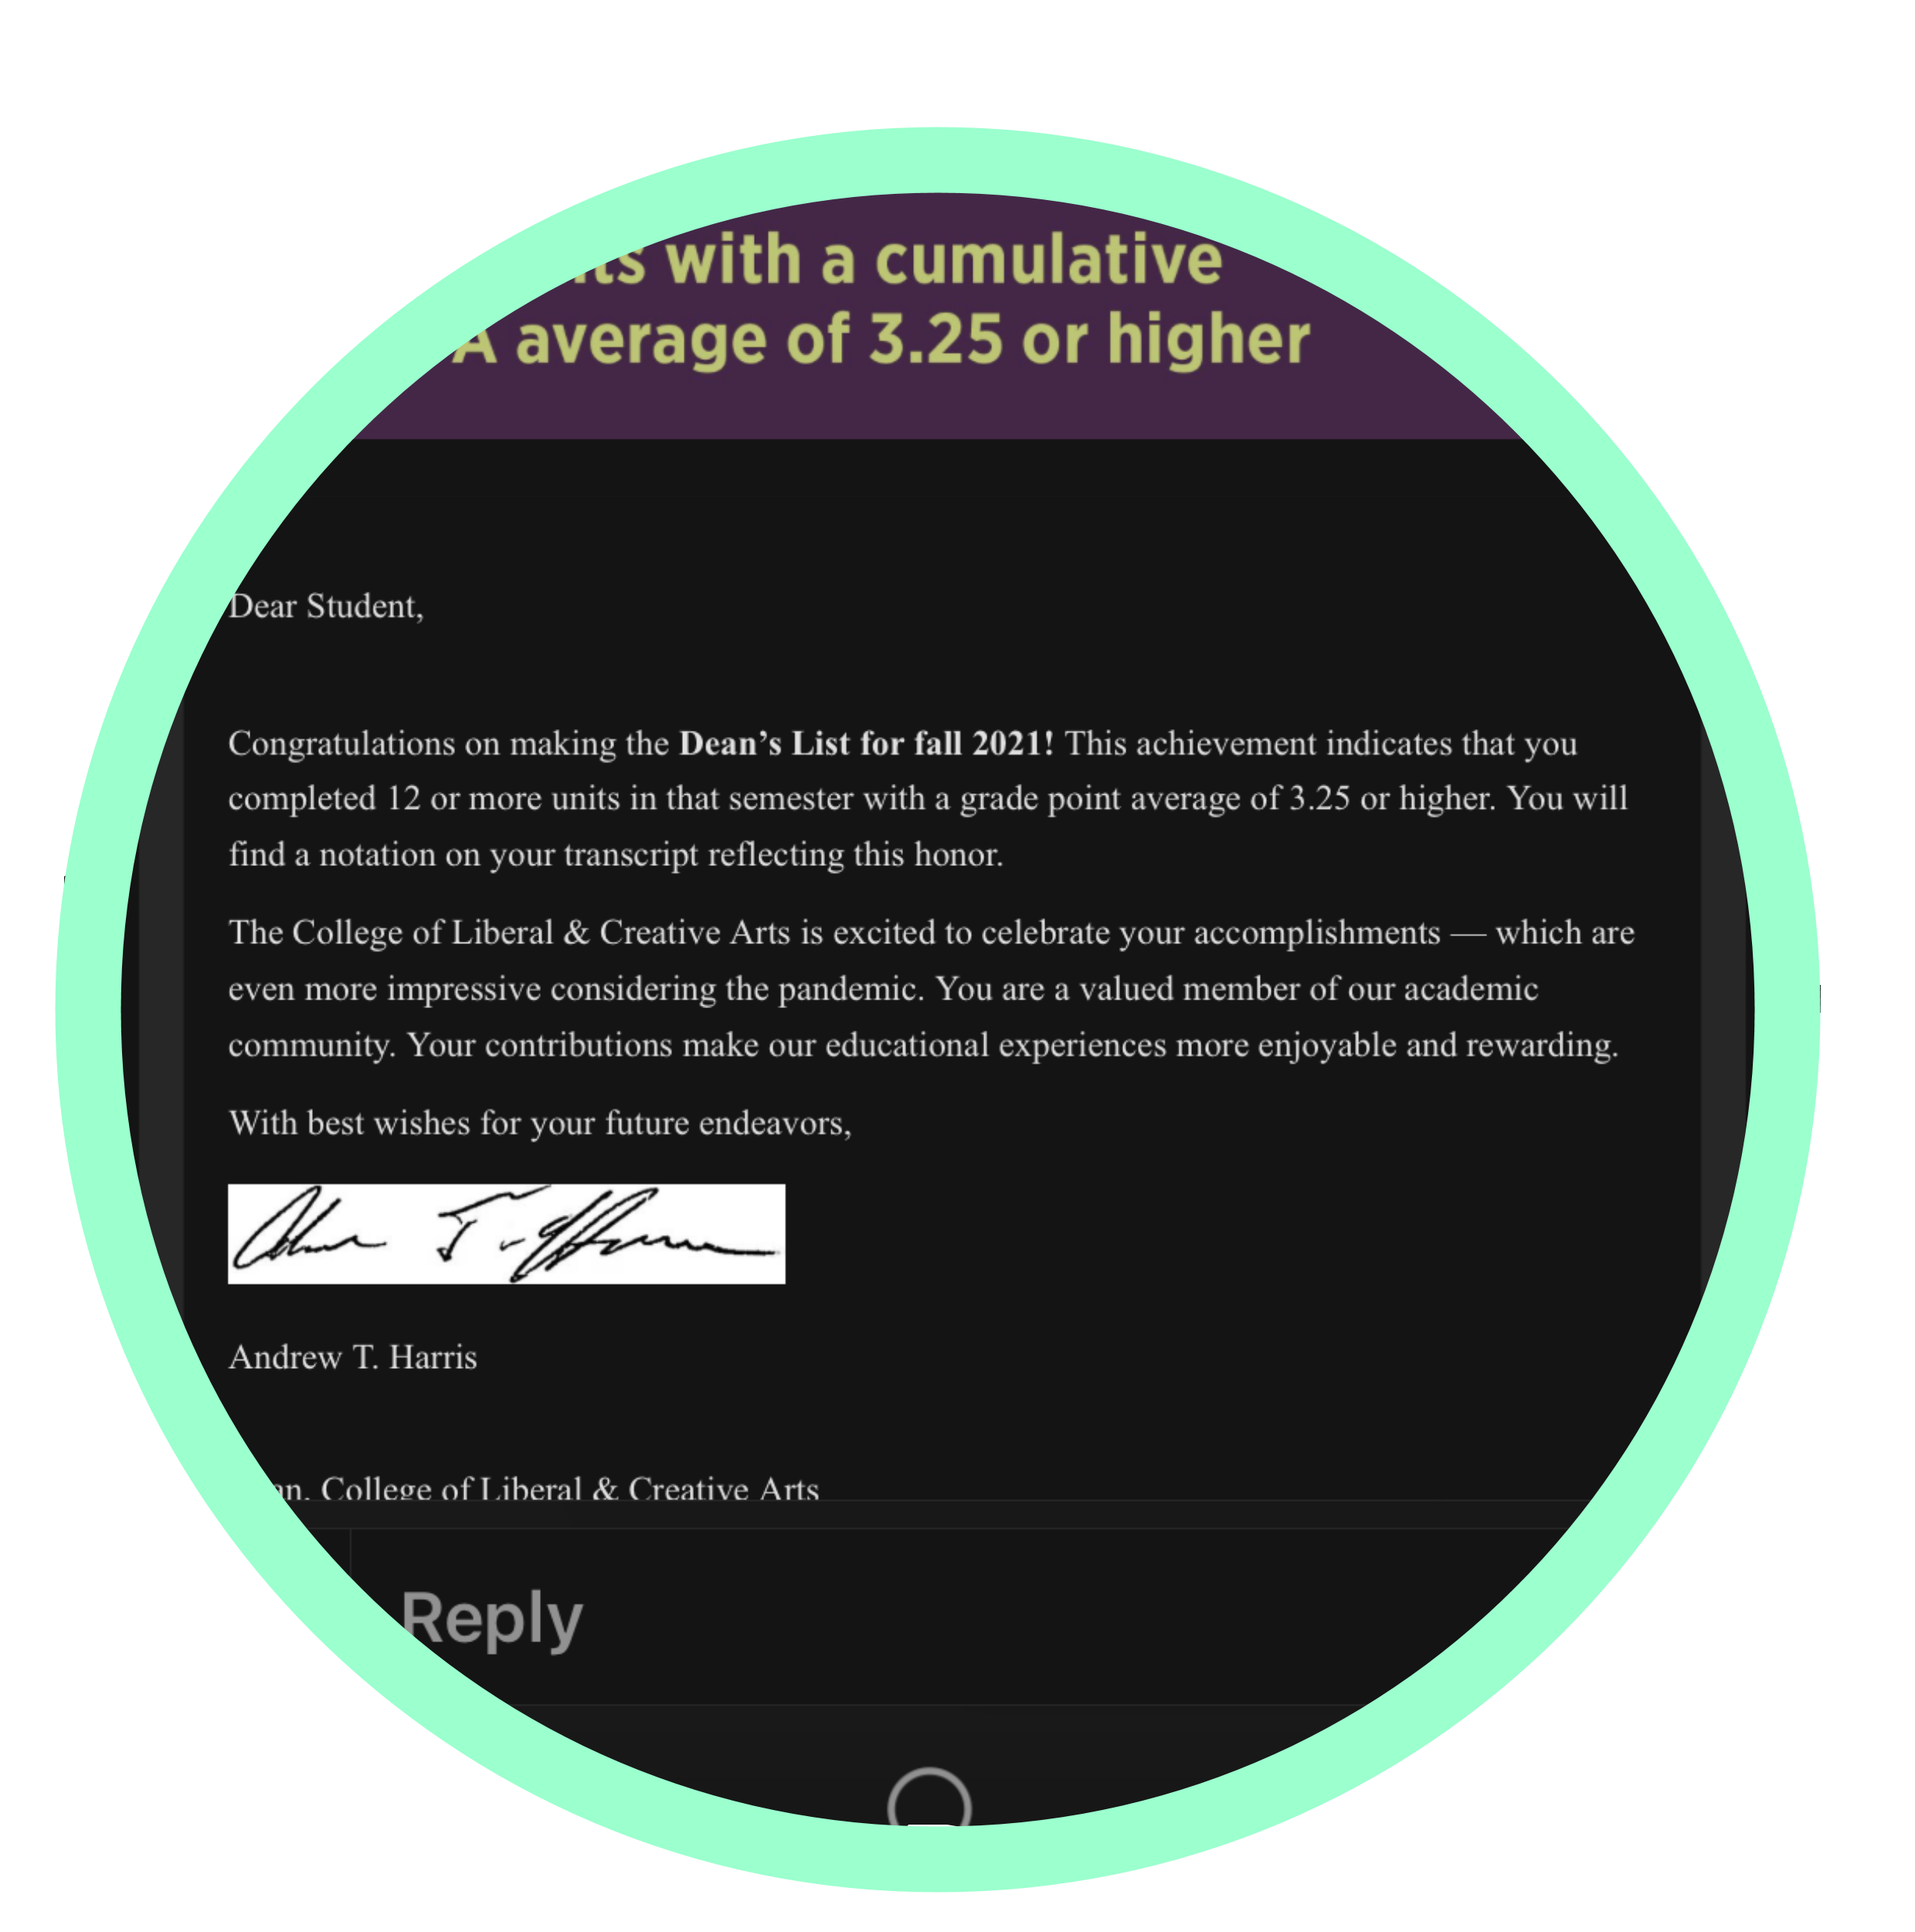 with a cumulative
A average of 3.25 or higher
Dear Student,
Congratulations on making the Dean's List for fall 2021! This achievement indicates that you
completed 12 or more units in that semester with a grade point average of 3.25 or higher. You will
find a notation on your transcript reflecting this honor.
The College of Liberal & Creative Arts is excited to celebrate your accomplishments — which are
even more impressive considering the pandemic. You are a valued member of our academic
community. Your contributions make our educational experiences more enjoyable and rewarding.
With best wishes for your future endeavors,
Andrew T. Harris
College of Liberal & Creative Arts
Reply